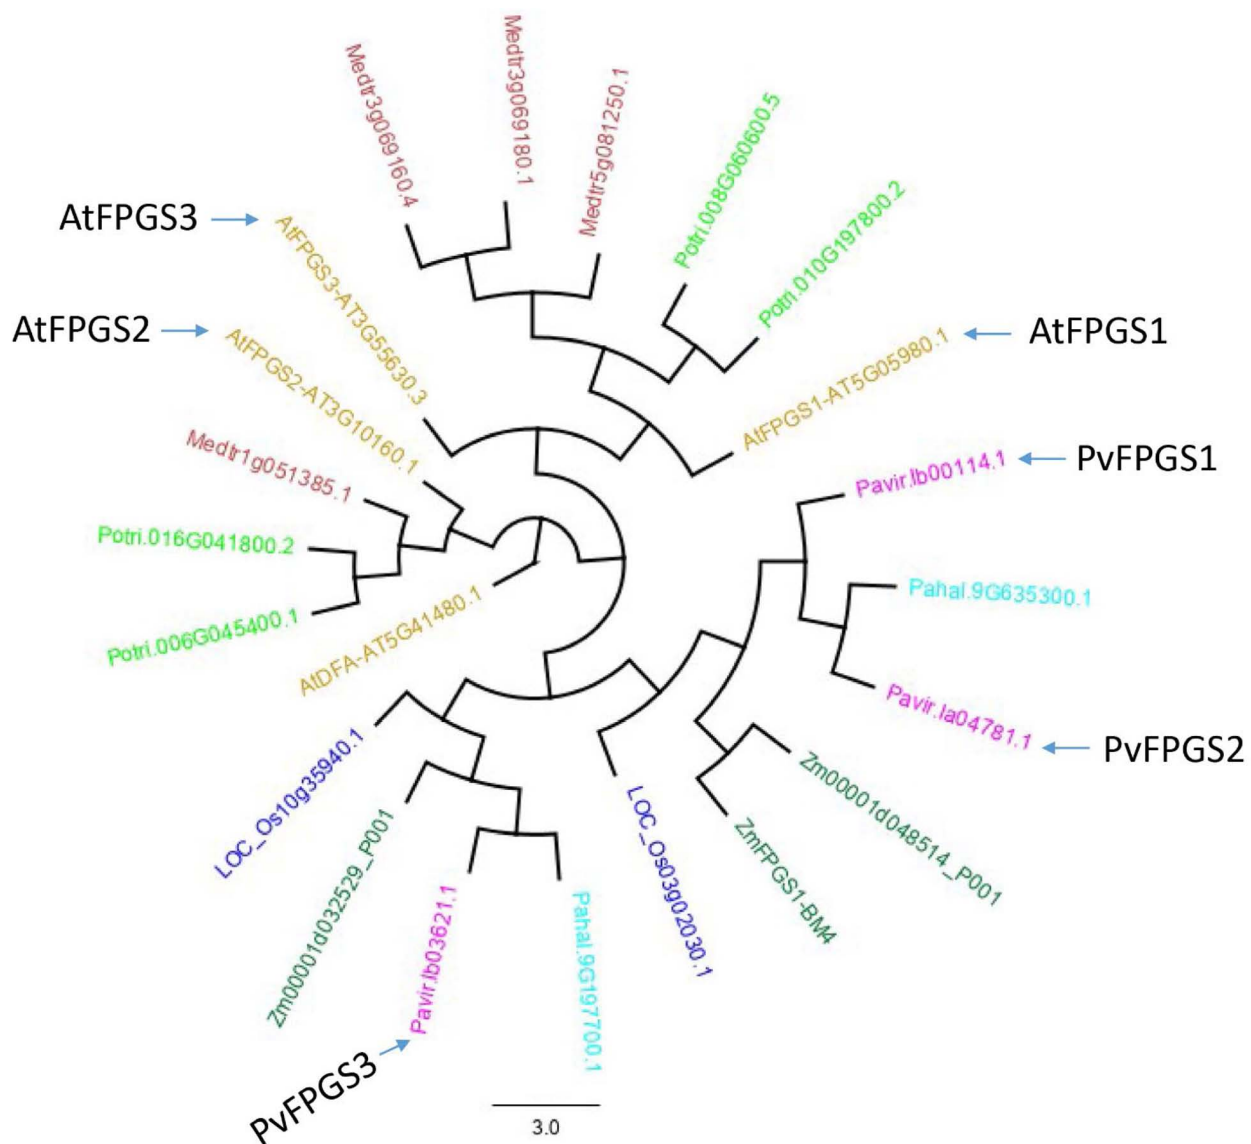 Medtr3g069160.4
Medtr3g069180.1
Medtr5g081250.1
Potri.008G060600.5
Potri.010G197800.2
AtFPGS3
AtFPGS3-AT3G55630.3
AtFPGS2
AtFPGS2-AT3G10160.1
AtFPGS1-AT5G05980.1
AtFPGS1
Medtr1g051385.1
Pavir.Ib00114.1
PvFPGS1
Potri.016G041800.2
Pahal.9G635300.1
Potri.006G045400.1
AtDFA-AT5G41480.1
Pavir.Ia04781.1
PvFPGS2
LOC_Os10g35940.1
Zm00001d048514_P001
Zm00001d032529_P001
ZmFPGS1-BM4
LOC_Os03g02030.1
Pavir.Ib03621.1
Pahal.9G197700.1
PvFPGS3
3.0